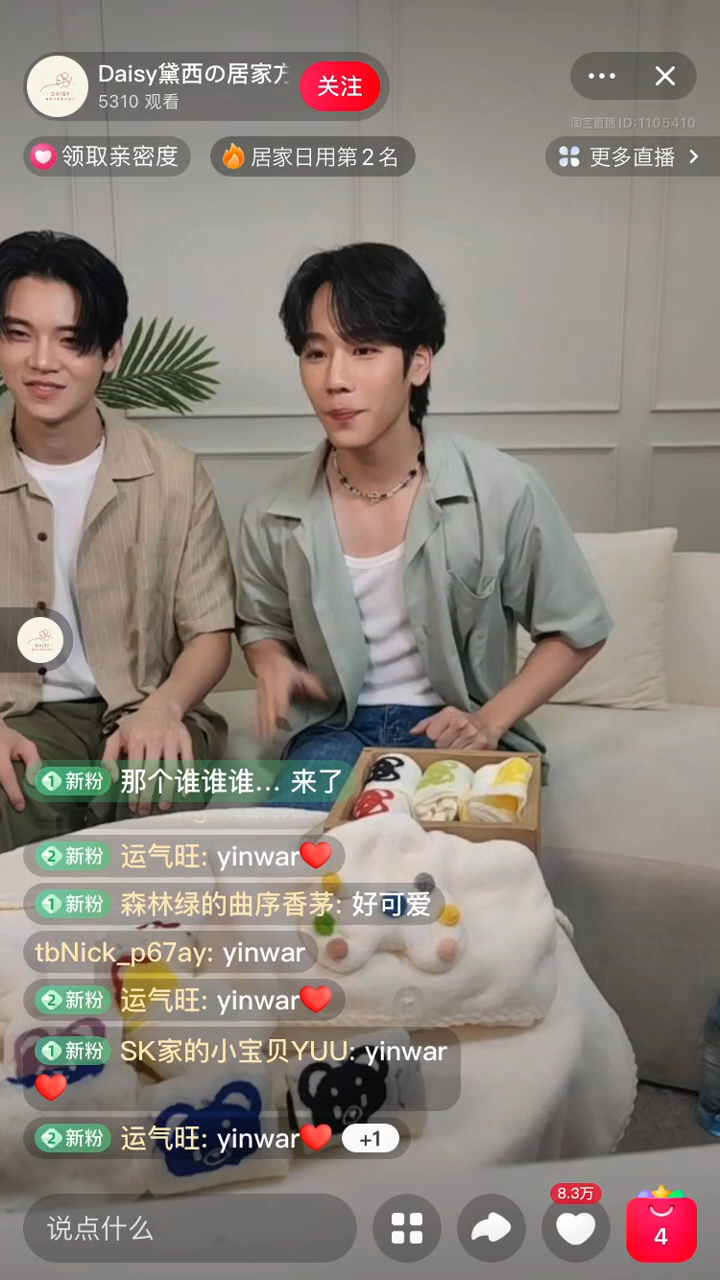 Daisy黛西の居家方
5310 观看
关注
淘宝直播ID:1105410
领取亲密度
居家日用第2名
更多直播
DAISY
1 新粉 那个谁谁谁... 来了
2 新粉 运气旺: yinwar❤️
1 新粉 森林绿的曲序香茅: 好可爱
tbNick_p67ay: yinwar
2 新粉 运气旺: yinwar❤️
1 新粉 SK家的小宝贝YUU: yinwar
❤️
2 新粉 运气旺: yinwar❤️ +1
说点什么
8.3万
4